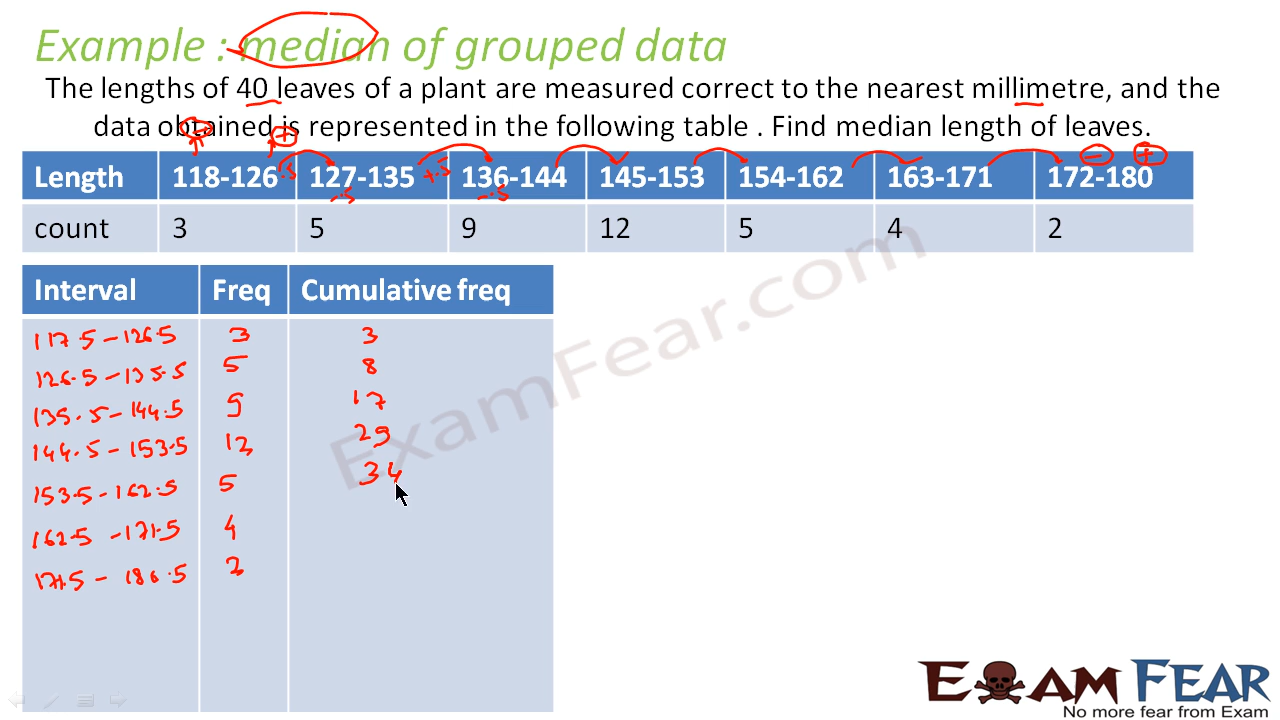 Example : median of grouped data
The lengths of 40 leaves of a plant are measured correct to the nearest millimetre, and the
data obtained is represented in the following table . Find median length of leaves.
− + − +
Length 118-126 127-135 136-144 145-153 154-162 163-171 172-180
.5 -.5 +.5 -.5
count 3 5 9 12 5 4 2
Interval Freq Cumulative freq
117.5 - 126.5 3 3
126.5 - 135.5 5 8
135.5 - 144.5 9 17
144.5 - 153.5 12 29
153.5 - 162.5 5 34
162.5 - 171.5 4
171.5 - 180.5 2
ExamFear.com
EXAM FEAR
No more fear from Exam